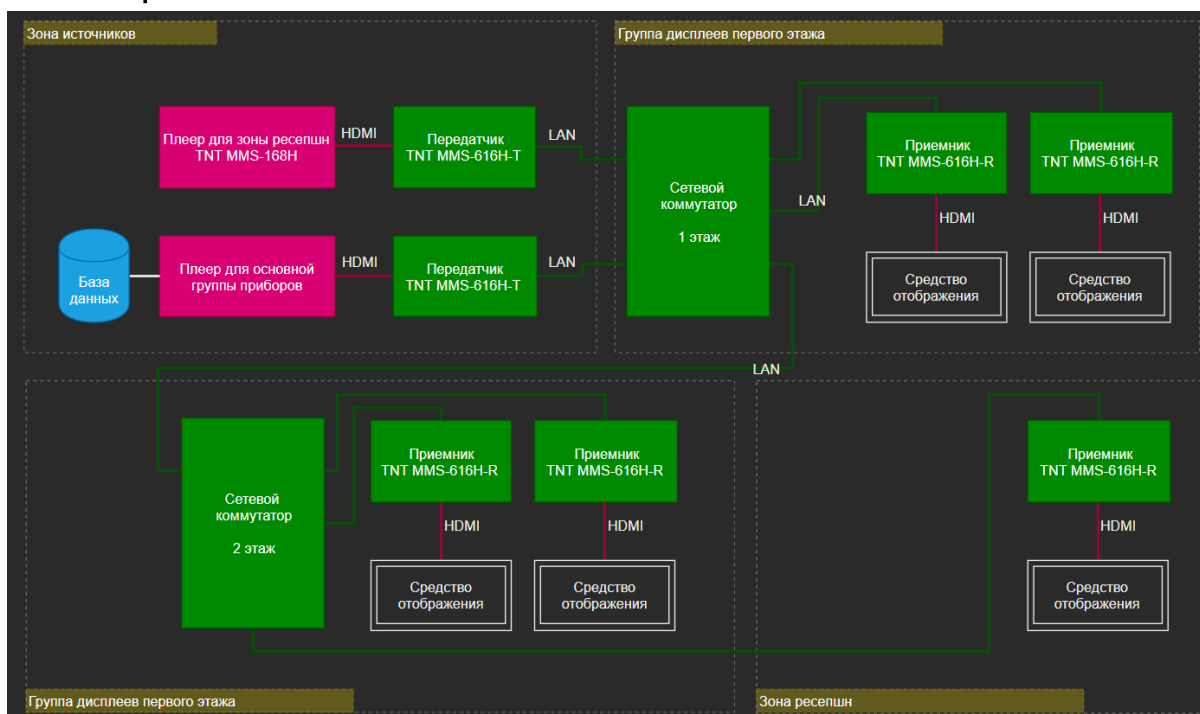 Зона источников
Группа дисплеев первого этажа
Плеер для зоны ресепшн
TNT MMS-168H
HDMI
Передатчик
TNT MMS-616H-T
LAN
Сетевой
коммутатор
1 этаж
LAN
Приемник
TNT MMS-616H-R
Приемник
TNT MMS-616H-R
HDMI
HDMI
Средство
отображения
Средство
отображения
База
данных
Плеер для основной
группы приборов
HDMI
Передатчик
TNT MMS-616H-T
LAN
LAN
Сетевой
коммутатор
2 этаж
Приемник
TNT MMS-616H-R
Приемник
TNT MMS-616H-R
HDMI
HDMI
Средство
отображения
Средство
отображения
Приемник
TNT MMS-616H-R
HDMI
Средство
отображения
Группа дисплеев первого этажа
Зона ресепшн